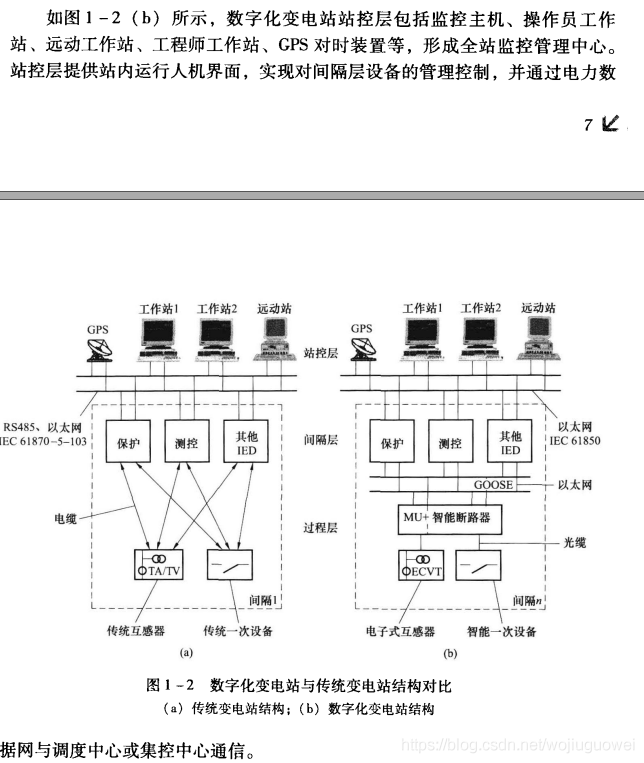 如图1-2(b)所示，数字化变电站站控层包括监控主机、操作员工作
站、远动工作站、工程师工作站、GPS 对时装置等，形成全站监控管理中心。
站控层提供站内运行人机界面，实现对间隔层设备的管理控制，并通过电力数
7
GPS
工作站1
工作站2
远动站
站控层
GPS
工作站1
工作站2
远动站
RS485、以太网
IEC 61870-5-103
保护
测控
其他
IED
间隔层
保护
测控
其他
IED
以太网
IEC 61850
GOOSE
以太网
电缆
过程层
MU+智能断路器
光缆
TA/TV
间隔1
ECVT
间隔n
传统互感器
传统一次设备
电子式互感器
智能一次设备
(a)
(b)
图1-2 数字化变电站与传统变电站结构对比
(a) 传统变电站结构；(b) 数字化变电站结构
据网与调度中心或集控中心通信。
https://blog.csdn.net/wojiuguowei